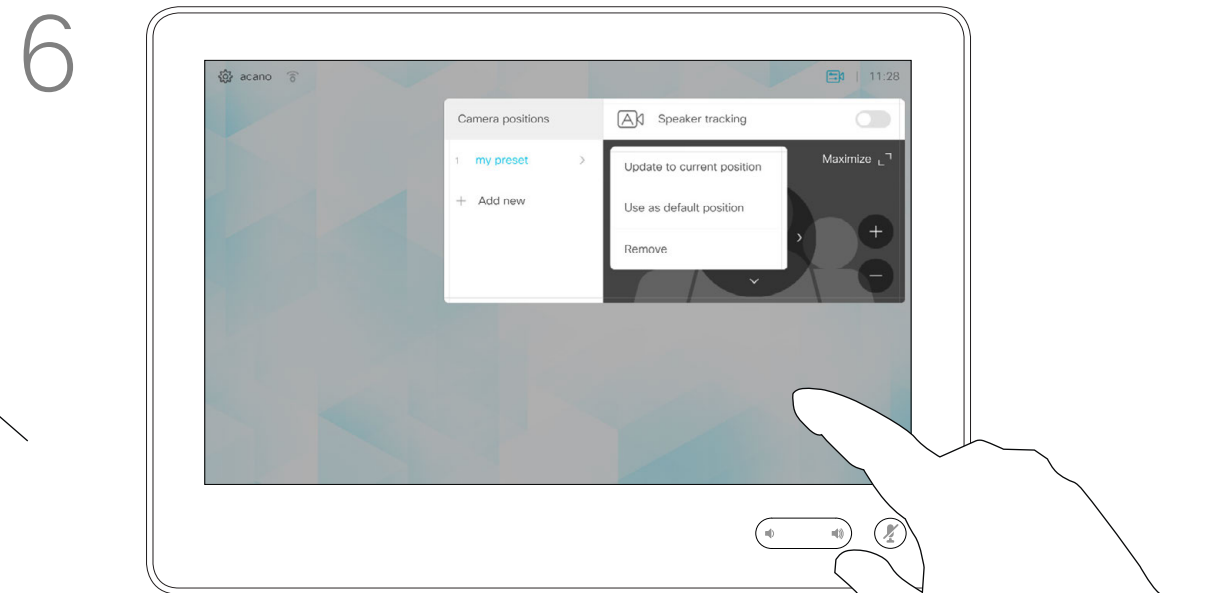 6
acano
11:28
Camera positions
Speaker tracking
1 my preset
Maximize
Update to current position
+ Add new
Use as default position
Remove